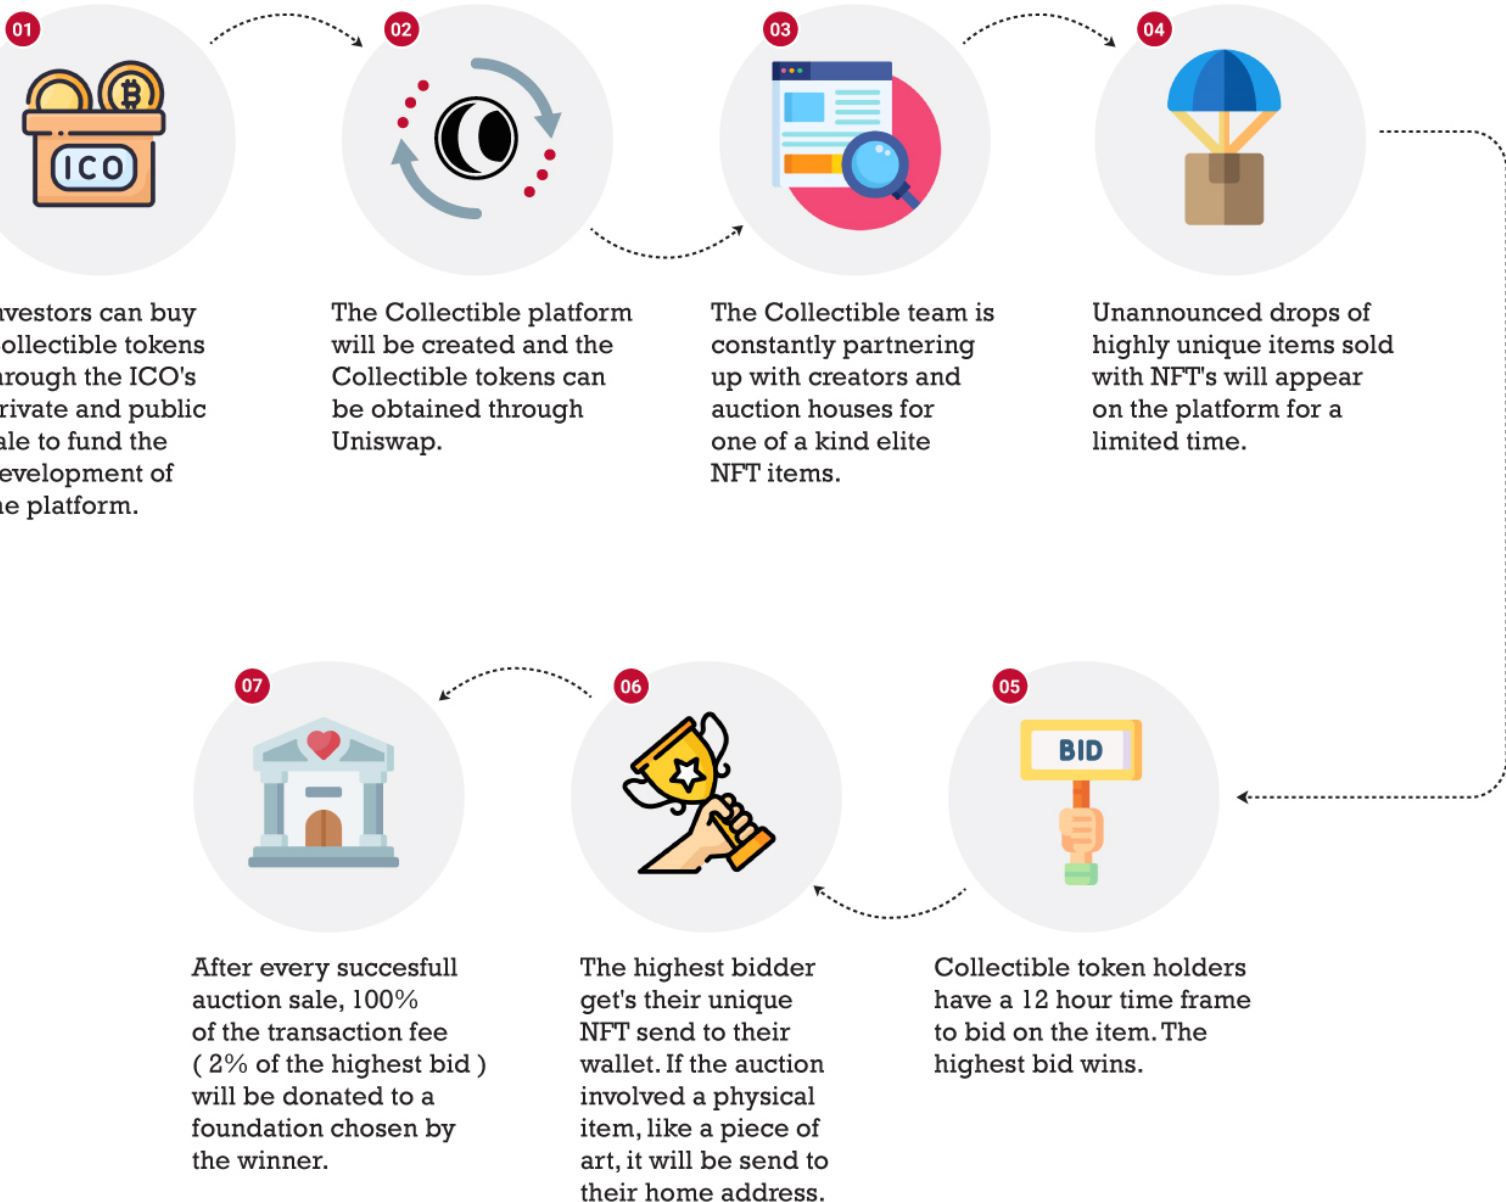 01
02
03
04
ICO
nvestors can buy
ollectible tokens
hrough the ICO's
rivate and public
ale to fund the
evelopment of
he platform.
The Collectible platform
will be created and the
Collectible tokens can
be obtained through
Uniswap.
The Collectible team is
constantly partnering
up with creators and
auction houses for
one of a kind elite
NFT items.
Unannounced drops of
highly unique items sold
with NFT's will appear
on the platform for a
limited time.
07
06
05
BID
After every succesfull
auction sale, 100%
of the transaction fee
( 2% of the highest bid )
will be donated to a
foundation chosen by
the winner.
The highest bidder
get's their unique
NFT send to their
wallet. If the auction
involved a physical
item, like a piece of
art, it will be send to
their home address.
Collectible token holders
have a 12 hour time frame
to bid on the item. The
highest bid wins.